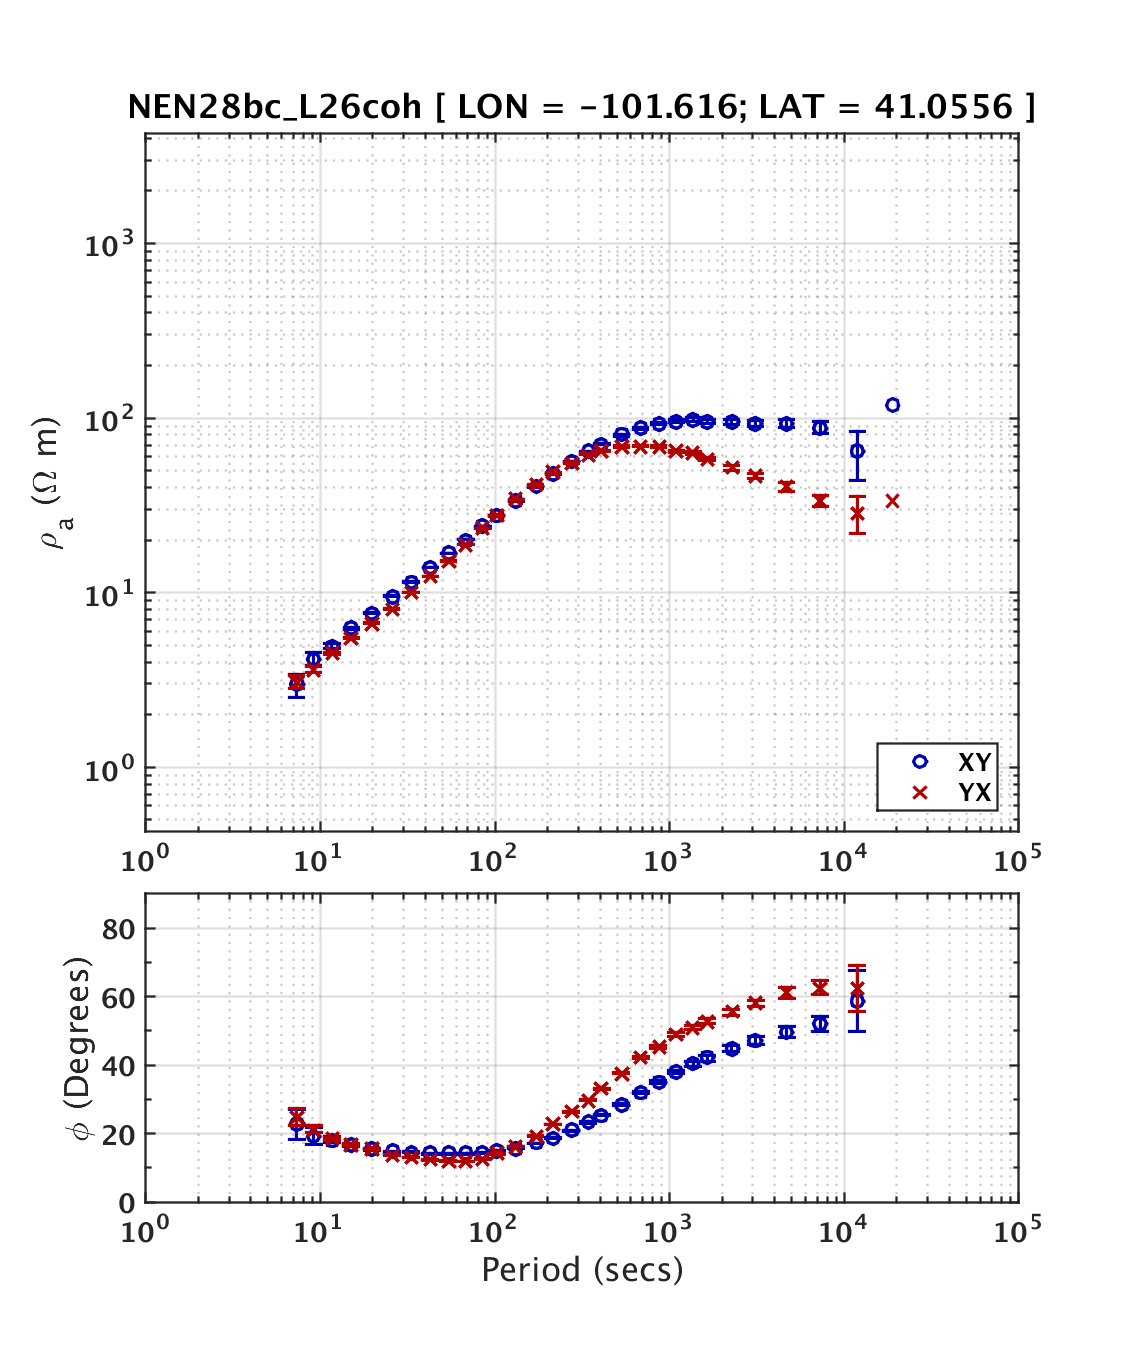 NEN28bc_L26coh [ LON = -101.616; LAT = 41.0556 ]
10³
10²
10¹
10⁰
ρa (Ω m)
XY
YX
10⁰ 10¹ 10² 10³ 10⁴ 10⁵
80
60
40
20
0
ϕ (Degrees)
10⁰ 10¹ 10² 10³ 10⁴ 10⁵
Period (secs)